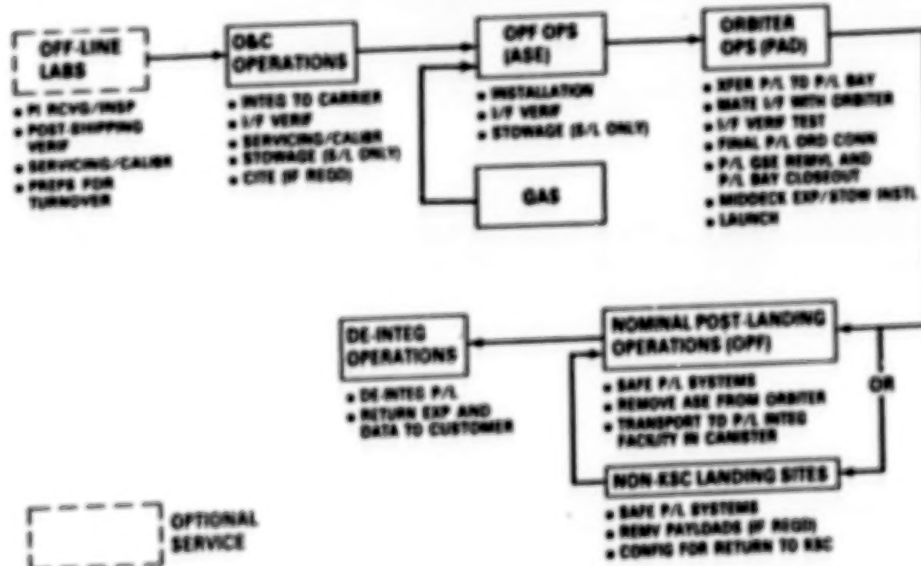 OFF-LINE
LABS
• PI RCVG/INSP
• POST-SHIPPING
VERIF
• SERVICING/CALIBR
• PREPS FOR
TURNOVER
O&C
OPERATIONS
• INTEG TO CARRIER
• I/F VERIF
• SERVICING/CALIBR
• STOWAGE (S/L ONLY)
• CITE (IF REQD)
OPF OPS
(ASE)
• INSTALLATION
• I/F VERIF
• STOWAGE (S/L ONLY)
GAS
ORBITER
OPS (PAD)
• XFER P/L TO P/L BAY
• MATE I/F WITH ORBITER
• I/F VERIF TEST
• FINAL P/L ORD CONN
• P/L GSE REMVL AND
P/L BAY CLOSEOUT
• MIDDECK EXP/STOW INSTL
• LAUNCH
NOMINAL POST-LANDING
OPERATIONS (OPF)
• SAFE P/L SYSTEMS
• REMOVE ASE FROM ORBITER
• TRANSPORT TO P/L INTEG
FACILITY IN CANISTER
OR
NON-KSC LANDING SITES
• SAFE P/L SYSTEMS
• REMV PAYLOADS (IF REQD)
• CONFIG FOR RETURN TO KSC
DE-INTEG
OPERATIONS
• DE-INTEG P/L
• RETURN EXP AND
DATA TO CUSTOMER
OPTIONAL
SERVICE